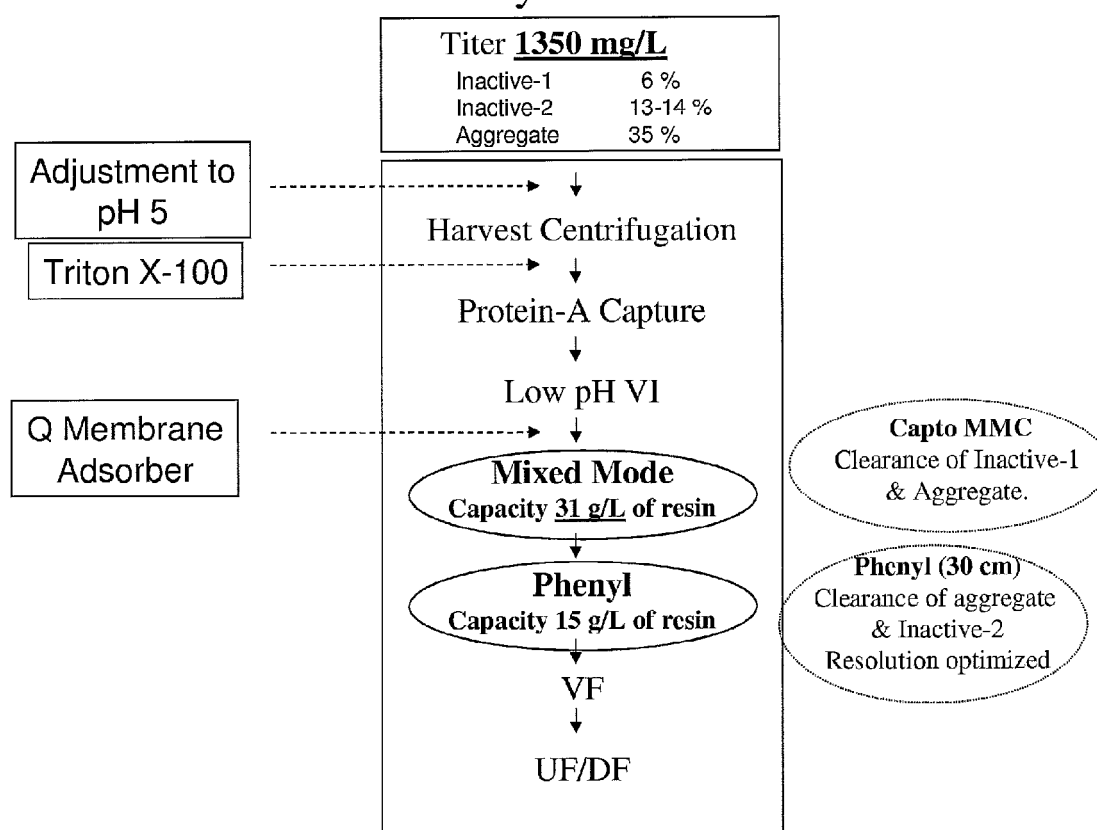 Titer 1350 mg/L
Inactive-1 6 %
Inactive-2 13-14 %
Aggregate 35 %
Adjustment to
pH 5
Harvest Centrifugation
Triton X-100
Protein-A Capture
Low pH VI
Q Membrane
Adsorber
Mixed Mode
Capacity 31 g/L of resin
Capto MMC
Clearance of Inactive-1
& Aggregate.
Phenyl
Capacity 15 g/L of resin
Phenyl (30 cm)
Clearance of aggregate
& Inactive-2
Resolution optimized
VF
UF/DF